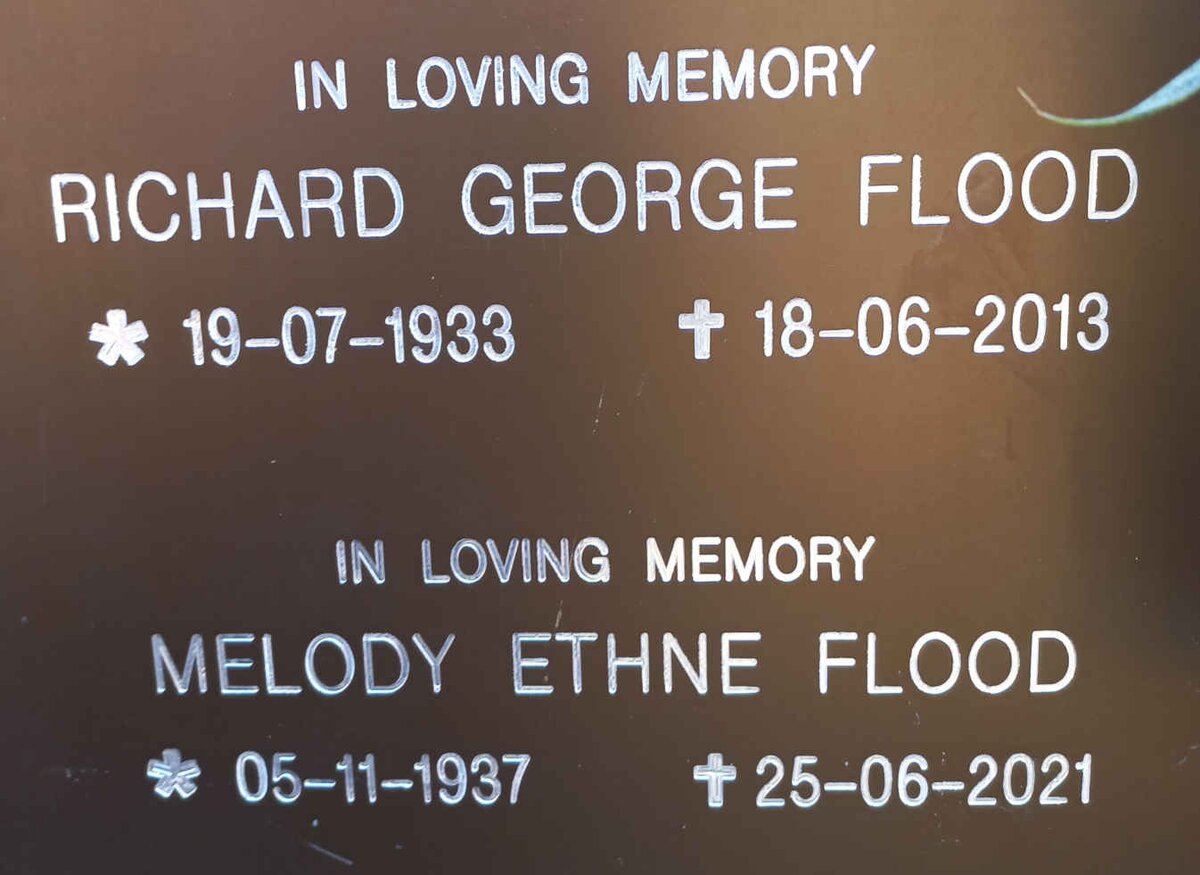 IN LOVING MEMORY
RICHARD GEORGE FLOOD
* 19-07-1933 ✝ 18-06-2013
IN LOVING MEMORY
MELODY ETHNE FLOOD
* 05-11-1937 ✝ 25-06-2021